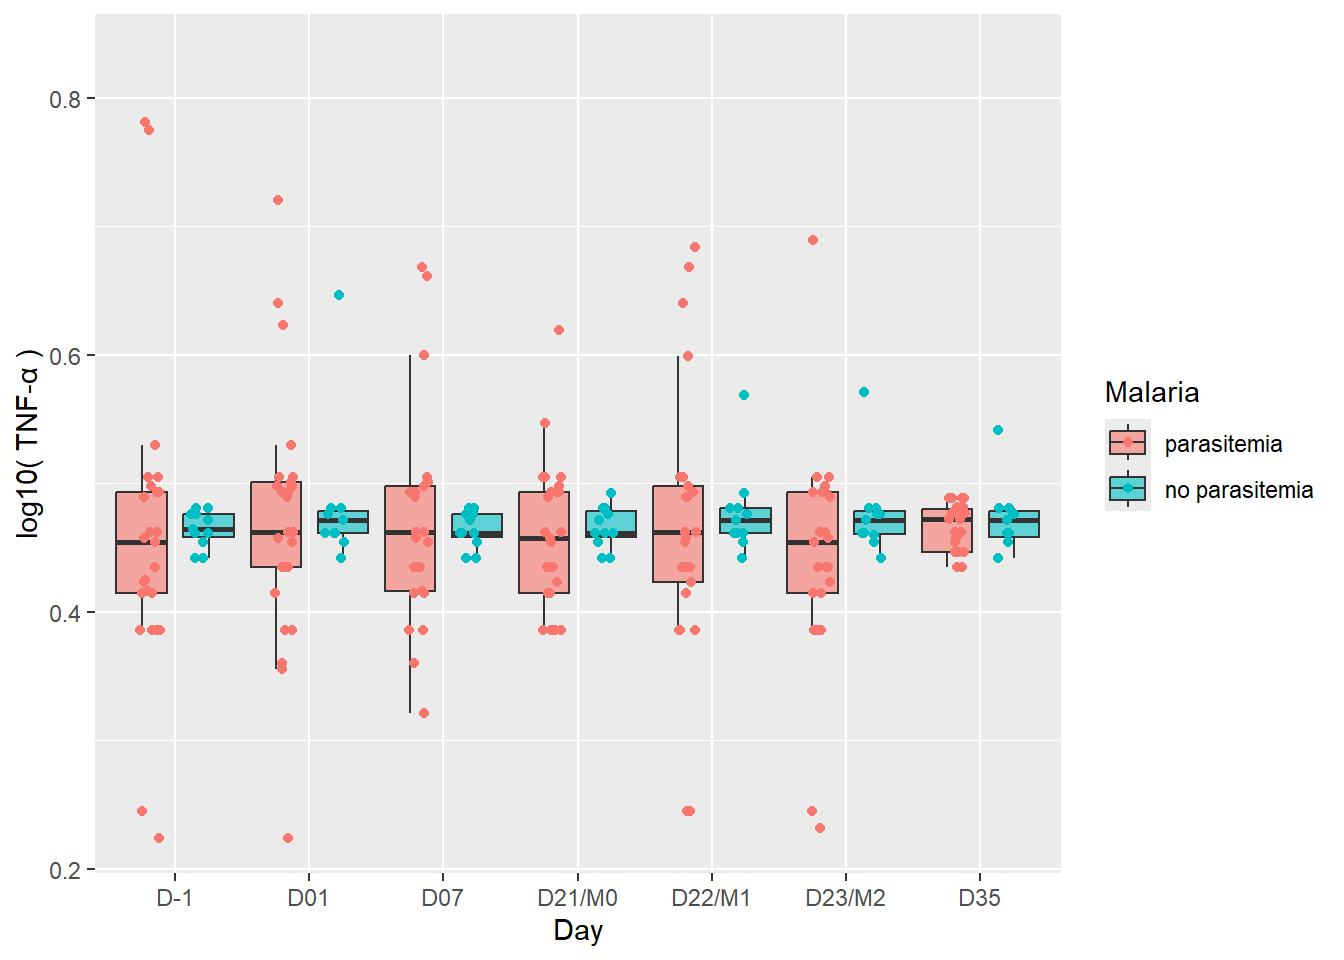 0.8
0.6
0.4
0.2
log10( TNF-α )
D-1 D01 D07 D21/M0 D22/M1 D23/M2 D35
Day
Malaria
parasitemia
no parasitemia